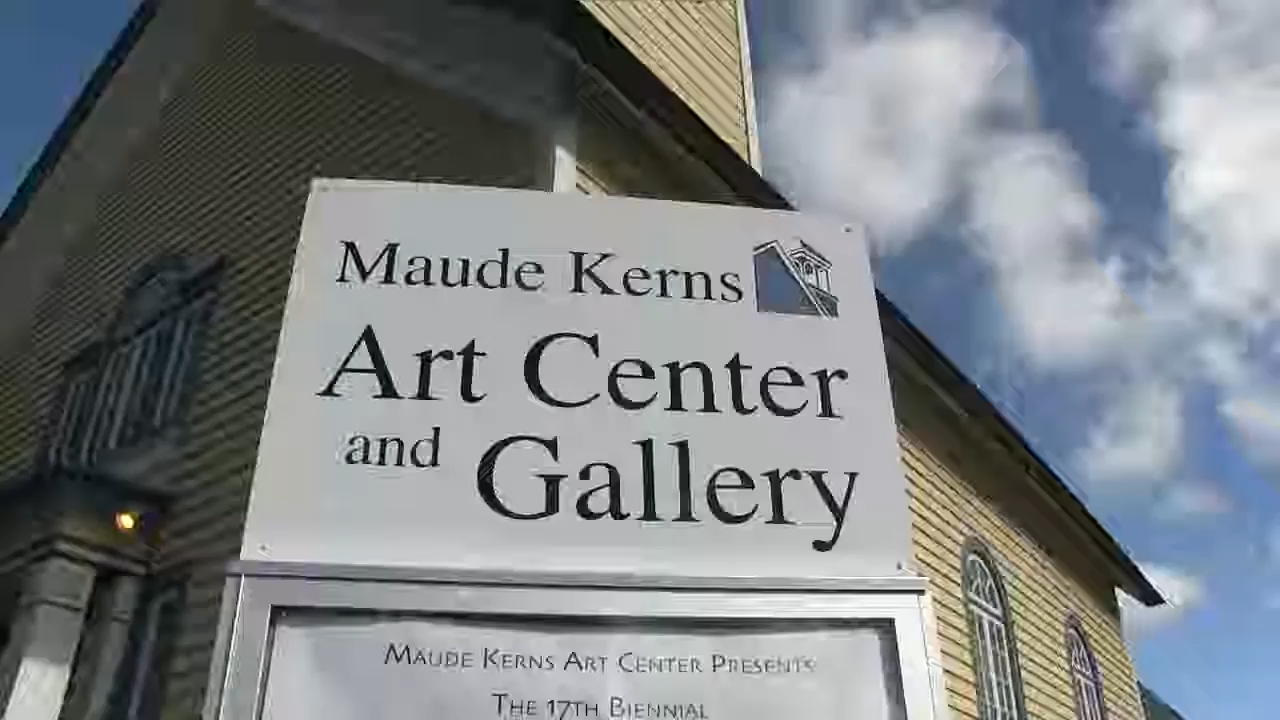 Maude Kerns
Art Center
and Gallery
MAUDE KERNS ART CENTER PRESENTS
THE 17TH BIENNIAL